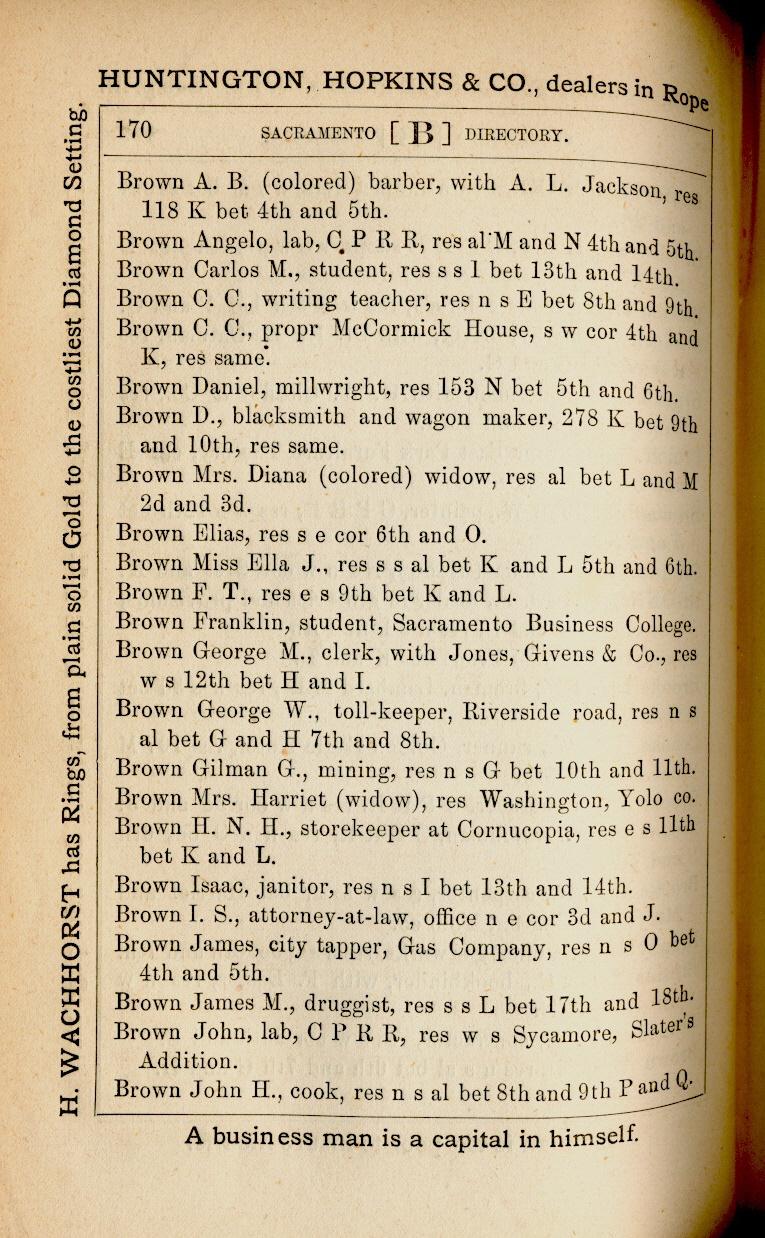 HUNTINGTON, HOPKINS & CO., dealers in Rope
170 SACRAMENTO [ B ] DIRECTORY.
Brown A. B. (colored) barber, with A. L. Jackson, res
118 K bet 4th and 5th.
Brown Angelo, lab, C P R R, res al M and N 4th and 5th.
Brown Carlos M., student, res s s I bet 13th and 14th.
Brown C. C., writing teacher, res n s E bet 8th and 9th.
Brown C. C., propr McCormick House, s w cor 4th and
K, res same.
Brown Daniel, millwright, res 153 N bet 5th and 6th.
Brown D., blacksmith and wagon maker, 278 K bet 9th
and 10th, res same.
Brown Mrs. Diana (colored) widow, res al bet L and M
2d and 3d.
Brown Elias, res s e cor 6th and O.
Brown Miss Ella J., res s s al bet K and L 5th and 6th.
Brown F. T., res e s 9th bet K and L.
Brown Franklin, student, Sacramento Business College.
Brown George M., clerk, with Jones, Givens & Co., res
w s 12th bet H and I.
Brown George W., toll-keeper, Riverside road, res n s
al bet G and H 7th and 8th.
Brown Gilman G., mining, res n s G bet 10th and 11th.
Brown Mrs. Harriet (widow), res Washington, Yolo co.
Brown H. N. H., storekeeper at Cornucopia, res e s 11th
bet K and L.
Brown Isaac, janitor, res n s I bet 13th and 14th.
Brown I. S., attorney-at-law, office n e cor 3d and J.
Brown James, city tapper, Gas Company, res n s O bet
4th and 5th.
Brown James M., druggist, res s s L bet 17th and 18th.
Brown John, lab, C P R R, res w s Sycamore, Slater's
Addition.
Brown John H., cook, res n s al bet 8th and 9th P and Q.
A business man is a capital in himself.
H. WACHHORST has Rings, from plain solid Gold to the costliest Diamond Setting.